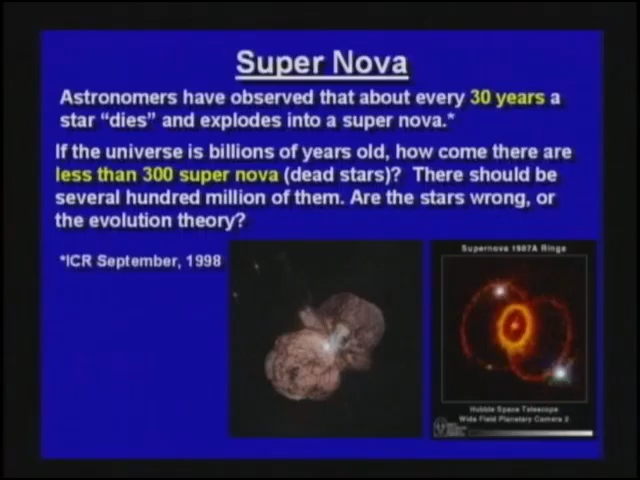 Super Nova
Astronomers have observed that about every 30 years a
star “dies” and explodes into a super nova.*
If the universe is billions of years old, how come there are
less than 300 super nova (dead stars)?  There should be
several hundred million of them. Are the stars wrong, or
the evolution theory?
*ICR September, 1998
Supernova 1987A Rings
Hubble Space Telescope
Wide Field Planetary Camera 2